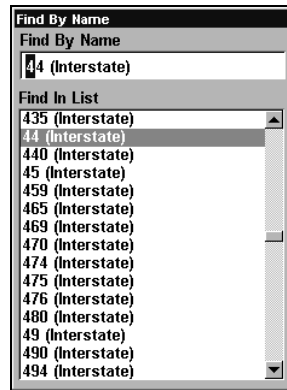 Find By Name
Find By Name
44 (Interstate)
Find In List
435 (Interstate)
44 (Interstate)
440 (Interstate)
45 (Interstate)
459 (Interstate)
465 (Interstate)
469 (Interstate)
470 (Interstate)
474 (Interstate)
475 (Interstate)
476 (Interstate)
480 (Interstate)
49 (Interstate)
490 (Interstate)
494 (Interstate)